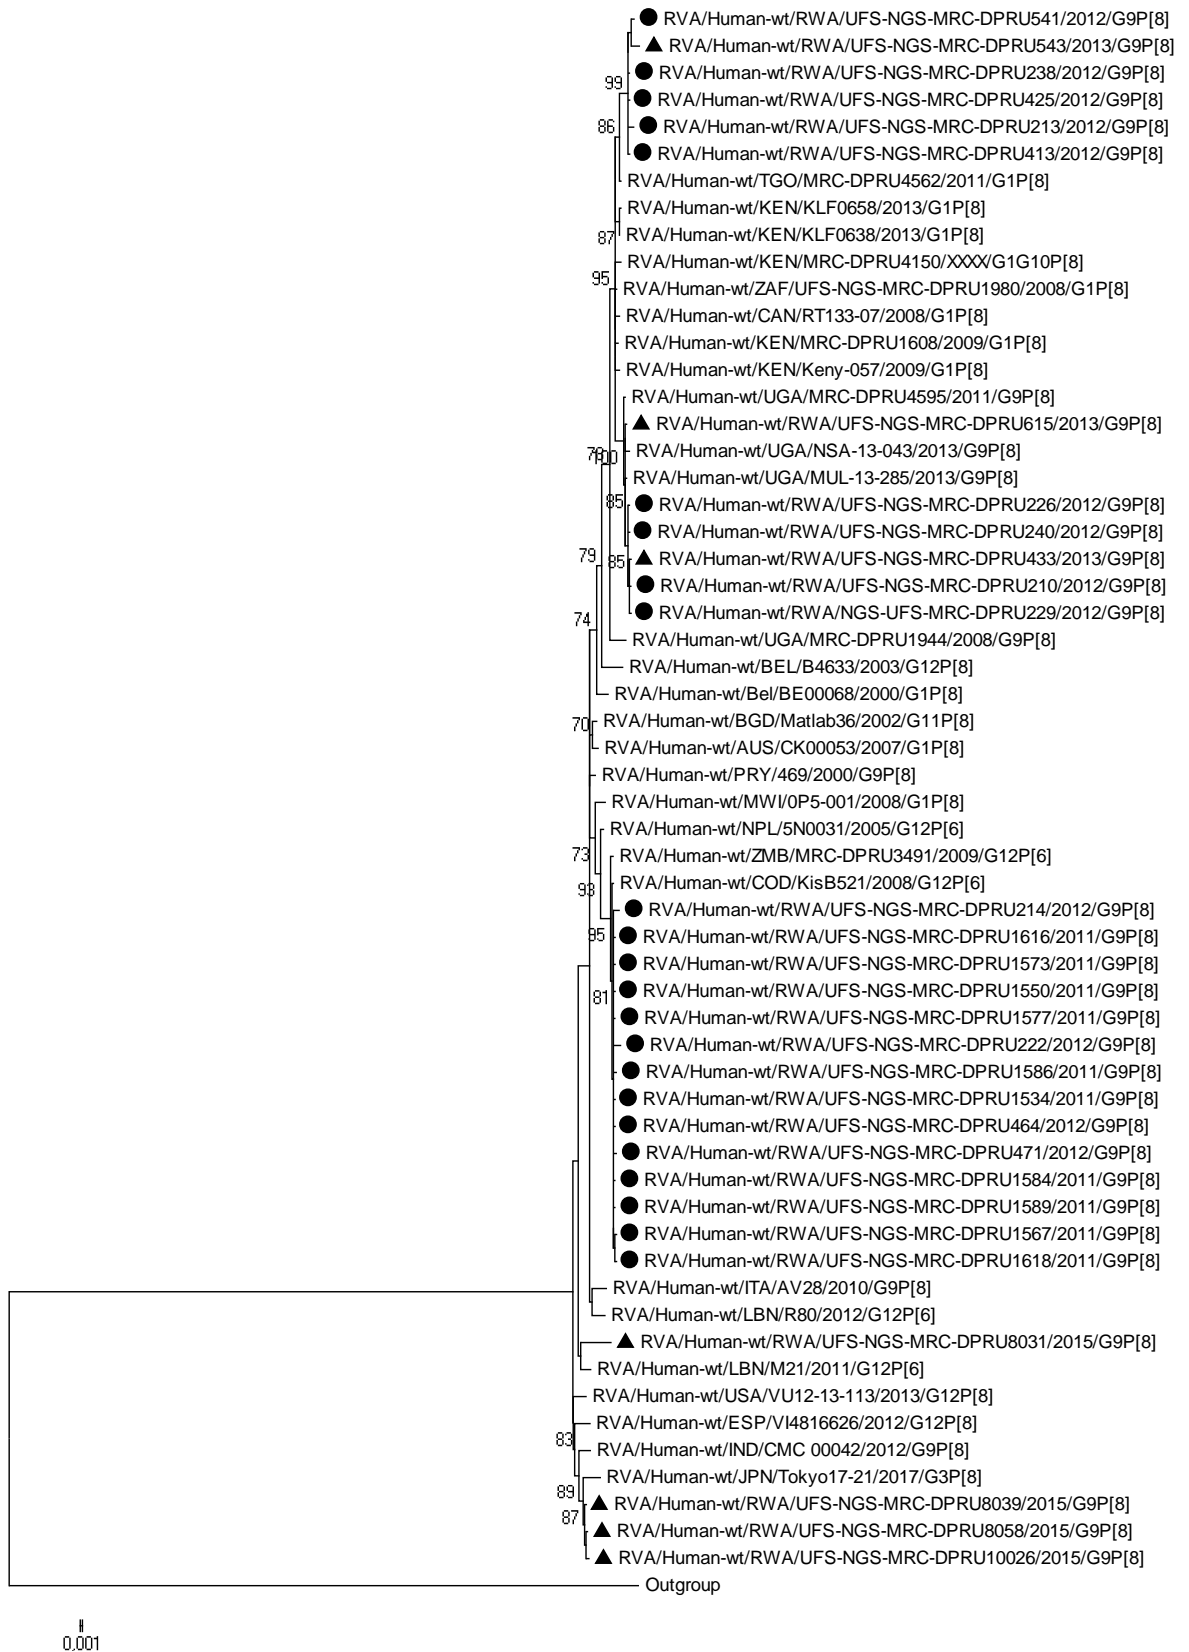 RVA/Human-wt/RWA/UFS-NGS-MRC-DPRU541/2012/G9P[8]
RVA/Human-wt/RWA/UFS-NGS-MRC-DPRU543/2013/G9P[8]
99
RVA/Human-wt/RWA/UFS-NGS-MRC-DPRU238/2012/G9P[8]
RVA/Human-wt/RWA/UFS-NGS-MRC-DPRU425/2012/G9P[8]
86
RVA/Human-wt/RWA/UFS-NGS-MRC-DPRU213/2012/G9P[8]
RVA/Human-wt/RWA/UFS-NGS-MRC-DPRU413/2012/G9P[8]
RVA/Human-wt/TGO/MRC-DPRU4562/2011/G1P[8]
RVA/Human-wt/KEN/KLF0658/2013/G1P[8]
87
RVA/Human-wt/KEN/KLF0638/2013/G1P[8]
RVA/Human-wt/KEN/MRC-DPRU4150/XXXX/G1G10P[8]
95
RVA/Human-wt/ZAF/UFS-NGS-MRC-DPRU1980/2008/G1P[8]
RVA/Human-wt/CAN/RT133-07/2008/G1P[8]
RVA/Human-wt/KEN/MRC-DPRU1608/2009/G1P[8]
RVA/Human-wt/KEN/Keny-057/2009/G1P[8]
RVA/Human-wt/UGA/MRC-DPRU4595/2011/G9P[8]
RVA/Human-wt/RWA/UFS-NGS-MRC-DPRU615/2013/G9P[8]
100
RVA/Human-wt/UGA/NSA-13-043/2013/G9P[8]
RVA/Human-wt/UGA/MUL-13-285/2013/G9P[8]
85
RVA/Human-wt/RWA/UFS-NGS-MRC-DPRU226/2012/G9P[8]
RVA/Human-wt/RWA/UFS-NGS-MRC-DPRU240/2012/G9P[8]
79
85
RVA/Human-wt/RWA/UFS-NGS-MRC-DPRU433/2013/G9P[8]
RVA/Human-wt/RWA/UFS-NGS-MRC-DPRU210/2012/G9P[8]
RVA/Human-wt/RWA/NGS-UFS-MRC-DPRU229/2012/G9P[8]
74
RVA/Human-wt/UGA/MRC-DPRU1944/2008/G9P[8]
RVA/Human-wt/BEL/B4633/2003/G12P[8]
RVA/Human-wt/Bel/BE00068/2000/G1P[8]
70
RVA/Human-wt/BGD/Matlab36/2002/G11P[8]
RVA/Human-wt/AUS/CK00053/2007/G1P[8]
RVA/Human-wt/PRY/469/2000/G9P[8]
RVA/Human-wt/MWI/0P5-001/2008/G1P[8]
RVA/Human-wt/NPL/5N0031/2005/G12P[6]
73
RVA/Human-wt/ZMB/MRC-DPRU3491/2009/G12P[6]
93
RVA/Human-wt/COD/KisB521/2008/G12P[6]
RVA/Human-wt/RWA/UFS-NGS-MRC-DPRU214/2012/G9P[8]
95
RVA/Human-wt/RWA/UFS-NGS-MRC-DPRU1616/2011/G9P[8]
RVA/Human-wt/RWA/UFS-NGS-MRC-DPRU1573/2011/G9P[8]
81
RVA/Human-wt/RWA/UFS-NGS-MRC-DPRU1550/2011/G9P[8]
RVA/Human-wt/RWA/UFS-NGS-MRC-DPRU1577/2011/G9P[8]
RVA/Human-wt/RWA/UFS-NGS-MRC-DPRU222/2012/G9P[8]
RVA/Human-wt/RWA/UFS-NGS-MRC-DPRU1586/2011/G9P[8]
RVA/Human-wt/RWA/UFS-NGS-MRC-DPRU1534/2011/G9P[8]
RVA/Human-wt/RWA/UFS-NGS-MRC-DPRU464/2012/G9P[8]
RVA/Human-wt/RWA/UFS-NGS-MRC-DPRU471/2012/G9P[8]
RVA/Human-wt/RWA/UFS-NGS-MRC-DPRU1584/2011/G9P[8]
RVA/Human-wt/RWA/UFS-NGS-MRC-DPRU1589/2011/G9P[8]
RVA/Human-wt/RWA/UFS-NGS-MRC-DPRU1567/2011/G9P[8]
RVA/Human-wt/RWA/UFS-NGS-MRC-DPRU1618/2011/G9P[8]
RVA/Human-wt/ITA/AV28/2010/G9P[8]
RVA/Human-wt/LBN/R80/2012/G12P[6]
RVA/Human-wt/RWA/UFS-NGS-MRC-DPRU8031/2015/G9P[8]
RVA/Human-wt/LBN/M21/2011/G12P[6]
RVA/Human-wt/USA/VU12-13-113/2013/G12P[8]
RVA/Human-wt/ESP/VI4816626/2012/G12P[8]
83
RVA/Human-wt/IND/CMC 00042/2012/G9P[8]
RVA/Human-wt/JPN/Tokyo17-21/2017/G3P[8]
89
RVA/Human-wt/RWA/UFS-NGS-MRC-DPRU8039/2015/G9P[8]
87
RVA/Human-wt/RWA/UFS-NGS-MRC-DPRU8058/2015/G9P[8]
RVA/Human-wt/RWA/UFS-NGS-MRC-DPRU10026/2015/G9P[8]
Outgroup
0,001